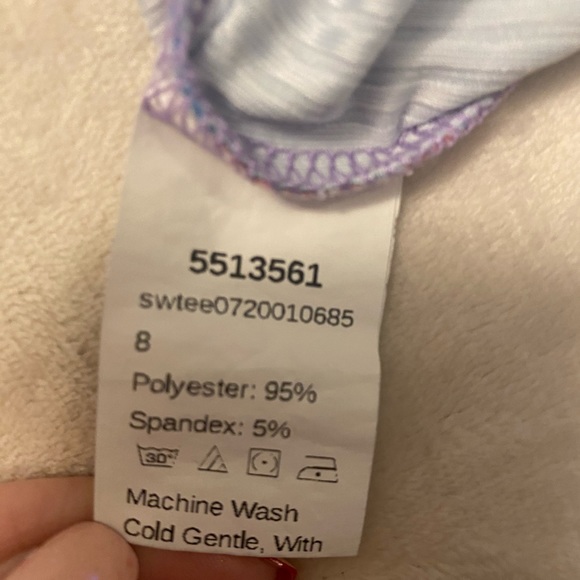 5513561
swtee0720010685
8
Polyester: 95%
Spandex: 5%
30°
Machine Wash
Cold Gentle, With